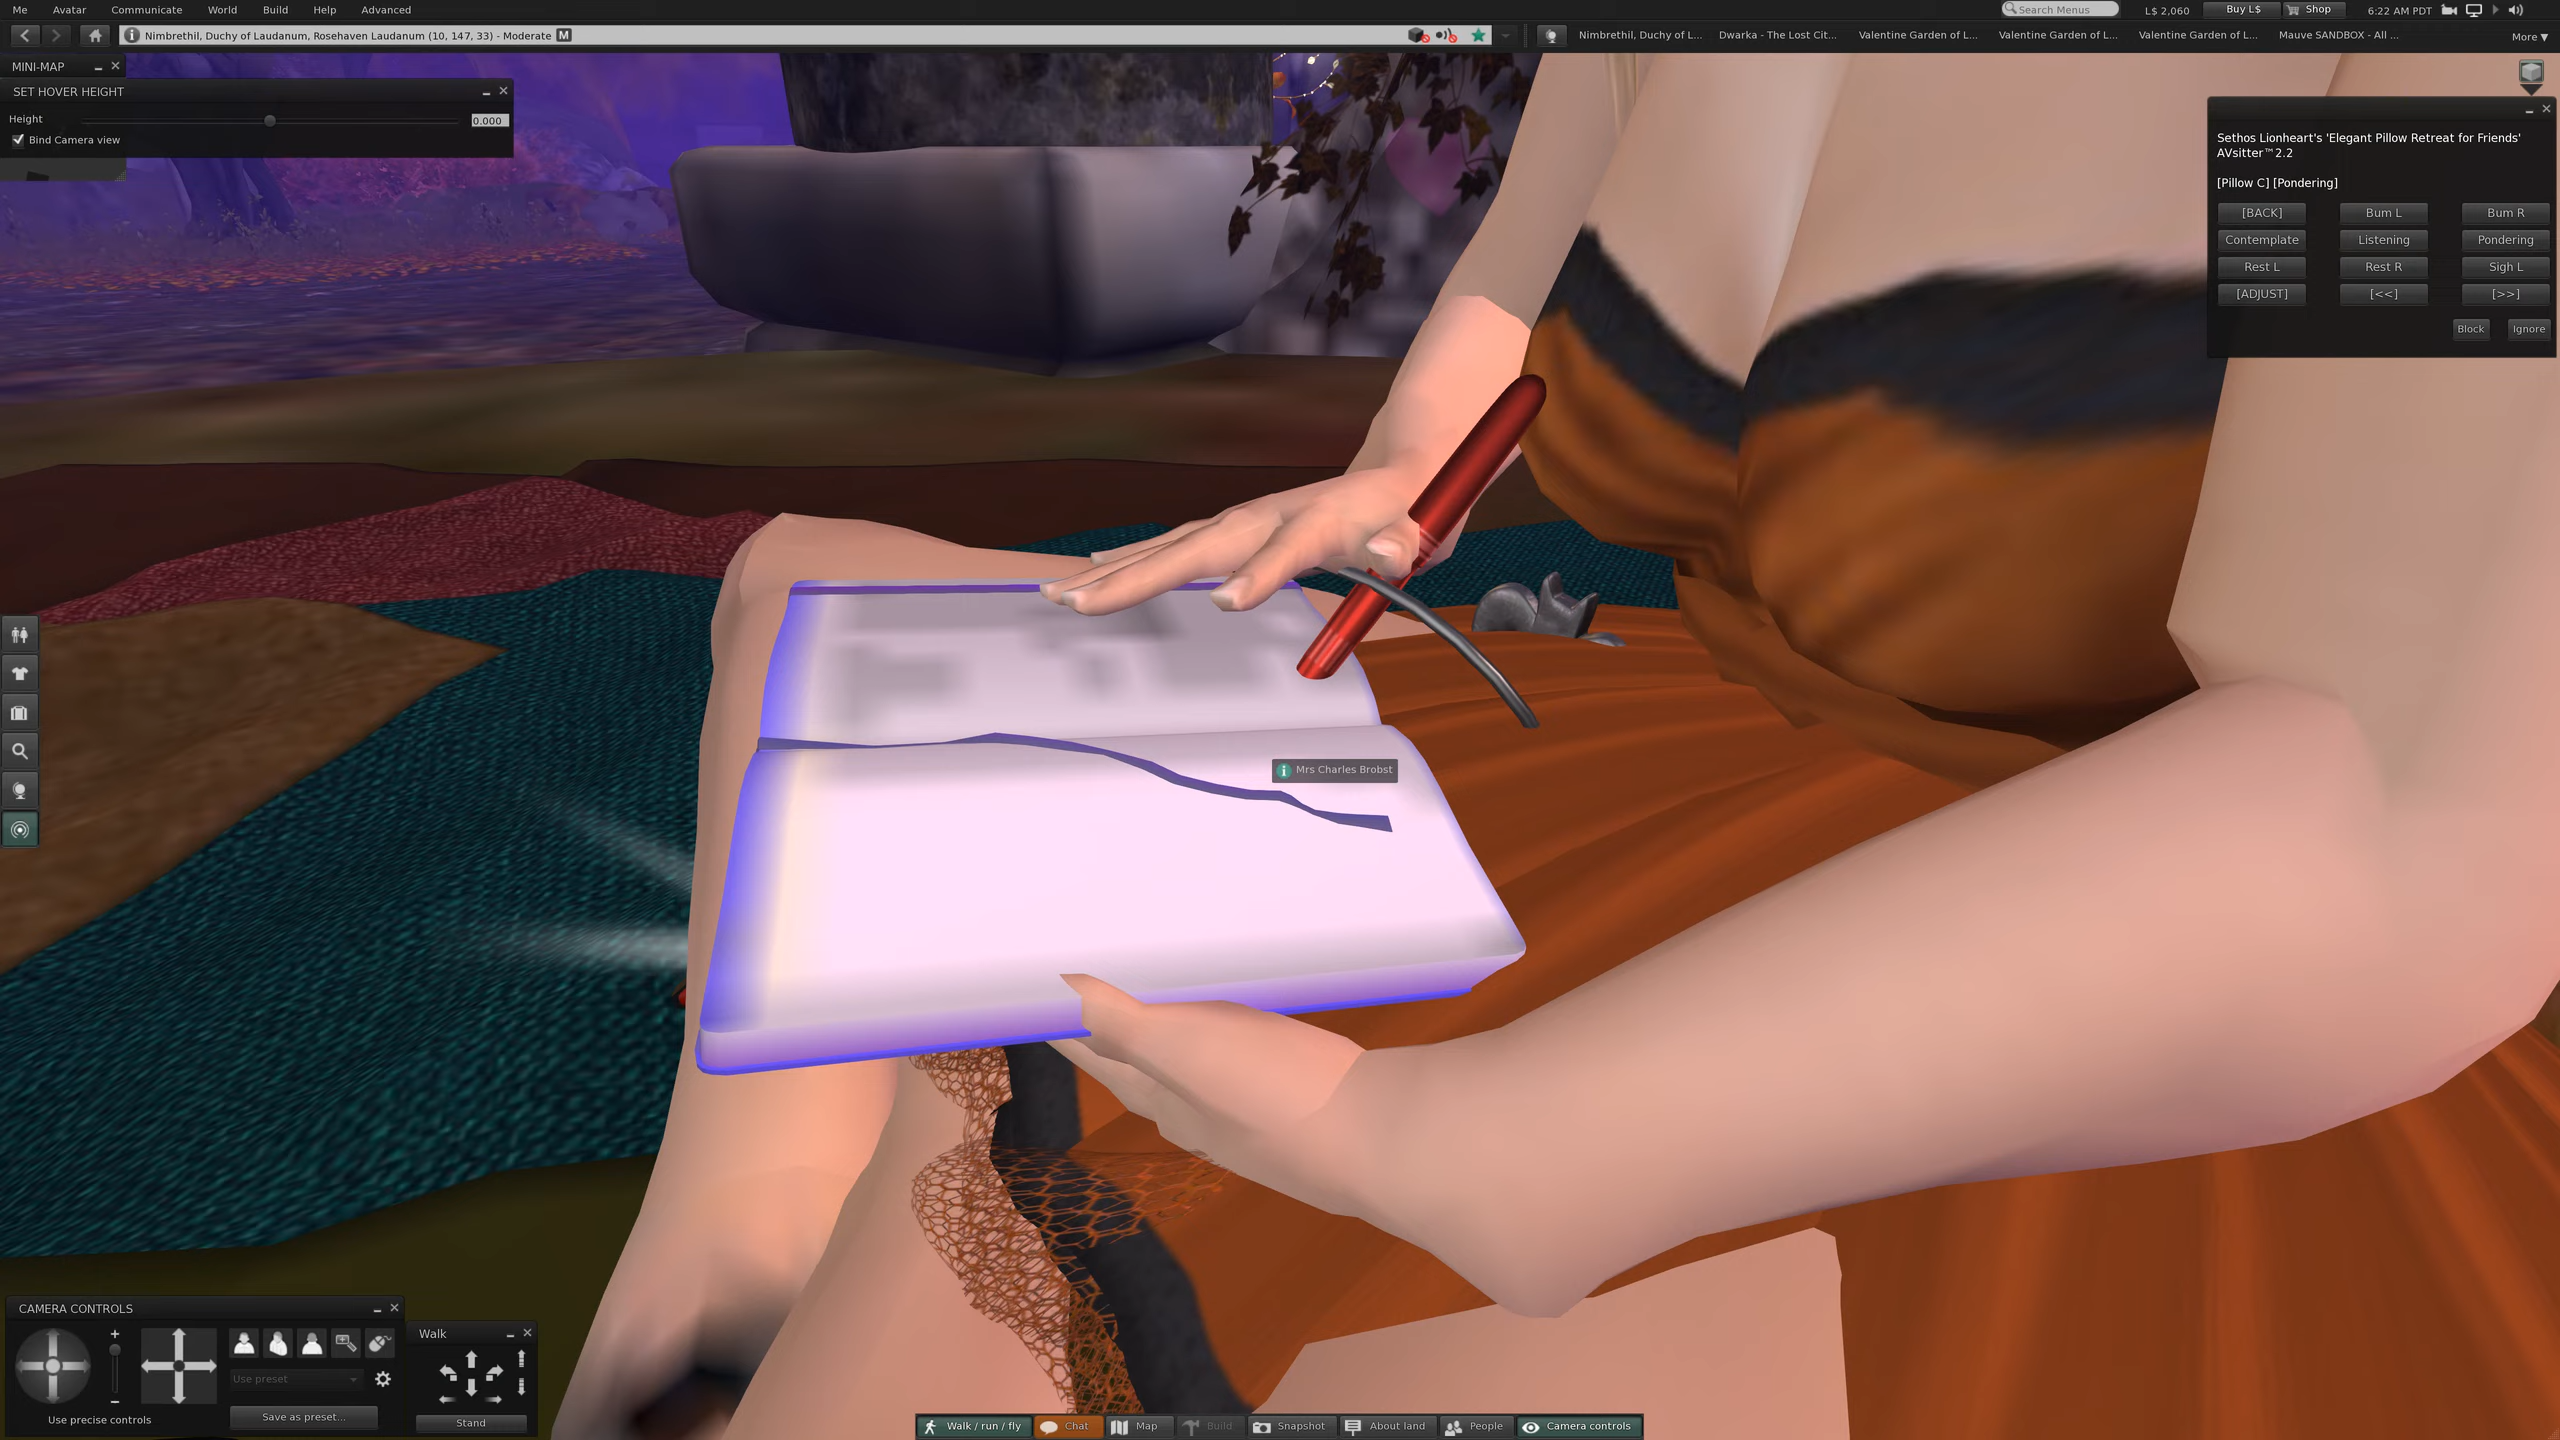 Me Avatar Communicate World Build Help Advanced Search Menus L$ 2,060 Buy L$ Shop 6:22 AM PDT
Nimbrethil, Duchy of Laudanum, Rosehaven Laudanum (10, 147, 33) - Moderate M Nimbrethil, Duchy of L... Dwarka - The Lost Cit... Valentine Garden of L... Valentine Garden of L... Valentine Garden of L... Mauve SANDBOX - All ... More ▼
MINI-MAP
SET HOVER HEIGHT
Height 0.000
Bind Camera view
Sethos Lionheart's 'Elegant Pillow Retreat for Friends'
AVsitter™2.2
[Pillow C] [Pondering]
[BACK] Bum L Bum R
Contemplate Listening Pondering
Rest L Rest R Sigh L
[ADJUST] [<<] [>>]
Block Ignore
Mrs Charles Brobst
CAMERA CONTROLS
Use preset
Use precise controls Save as preset...
Walk
Stand
Walk / run / fly Chat Map Build Snapshot About land People Camera controls